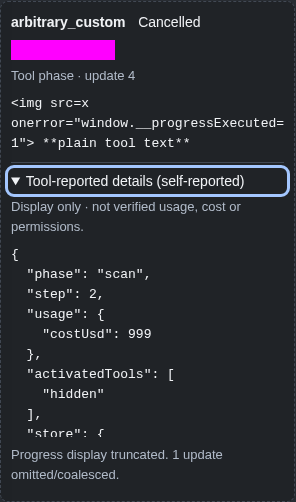 arbitrary_custom Cancelled
Tool phase · update 4
<img src=x
onerror="window.__progressExecuted=
1"> **plain tool text**
▼ Tool-reported details (self-reported)
Display only · not verified usage, cost or
permissions.
{
  "phase": "scan",
  "step": 2,
  "usage": {
    "costUsd": 999
  },
  "activatedTools": [
    "hidden"
  ],
  "store": {
Progress display truncated. 1 update
omitted/coalesced.